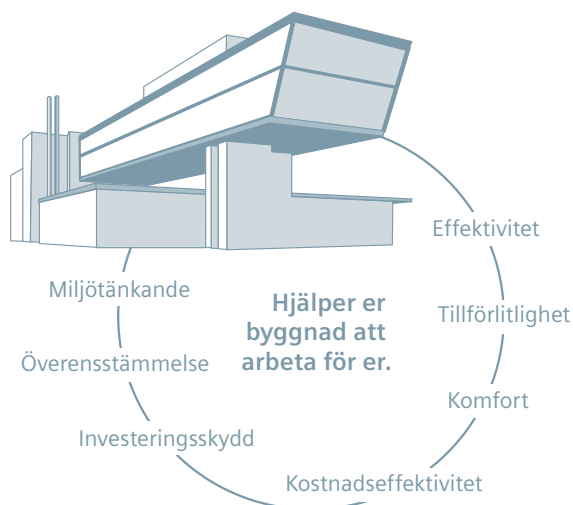 Effektivitet
Tillförlitlighet
Komfort
Kostnadseffektivitet
Investeringsskydd
Överensstämmelse
Miljötänkande
Hjälper er
byggnad att
arbeta för er.